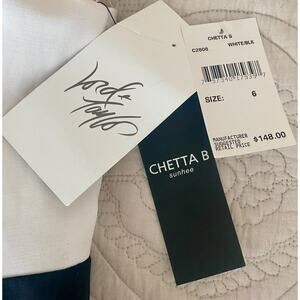 CHETTA B
C2808 WHITE/BLK
SIZE: 6
MANUFACTURER
SUGGESTED
RETAIL PRICE
$148.00
Lord & Taylor
CHETTA B
sunhee